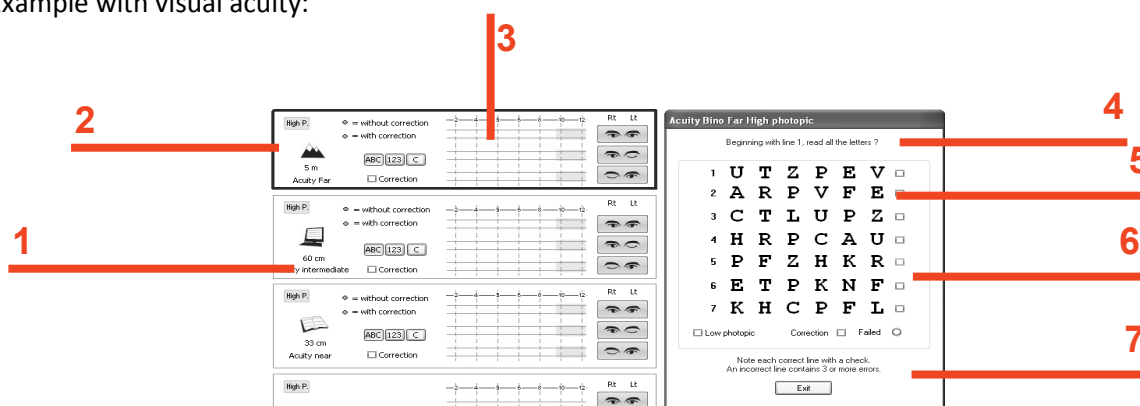 xample with visual acuity:
3
2
4
5
1
6
7
High P.
= without correction
= with correction
2 4 6 8 10 12
Rt Lt
5 m
ABC 123 C
Acuity Far
Correction
High P.
= without correction
= with correction
2 4 6 8 10 12
Rt Lt
60 cm
ABC 123 C
intermediate
Correction
High P.
= without correction
= with correction
2 4 6 8 10 12
Rt Lt
33 cm
ABC 123 C
Acuity near
Correction
High P.
2 4 6 8 10 12
Rt Lt
Acuity Bino Far High photopic
Beginning with line 1, read all the letters ?
1 U T Z P E V
2 A R P V F E
3 C T L U P Z
4 H R P C A U
5 P F Z H K R
6 E T P K N F
7 K H C P F L
Low photopic Correction Failed
Note each correct line with a check.
An incorrect line contains 3 or more errors.
Exit